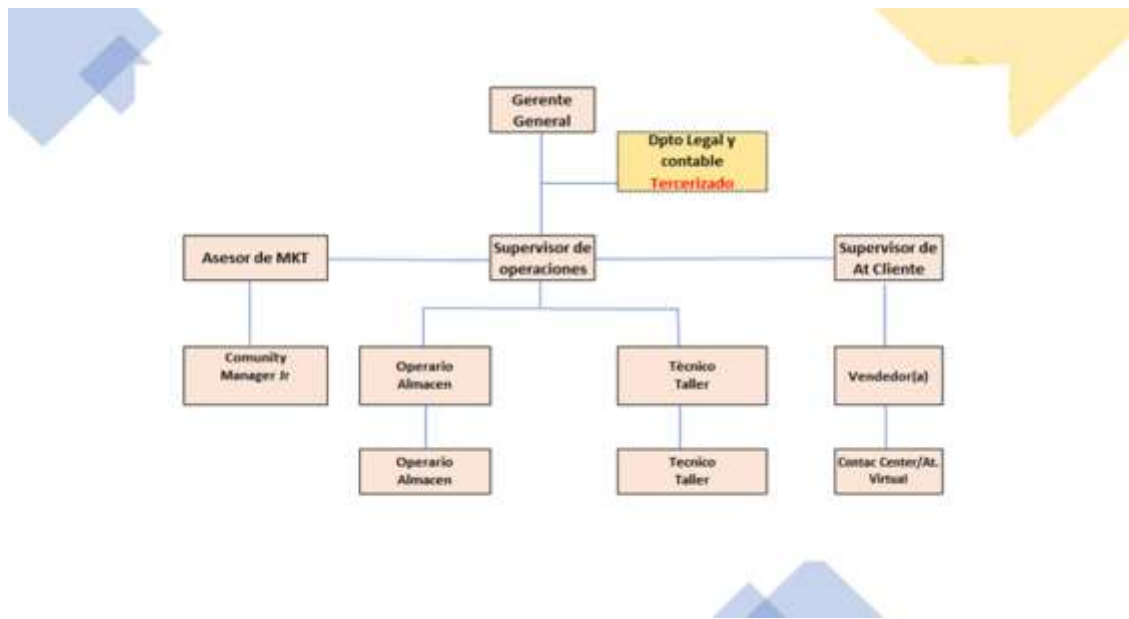 Gerente
General
Dpto Legal y
contable
Tercerizado
Asesor de MKT
Supervisor de
operaciones
Supervisor de
At Cliente
Comunity
Manager Jr
Operario
Almacen
Tècnico
Taller
Vendedor(a)
Operario
Almacen
Tecnico
Taller
Contac Center/At.
Virtual